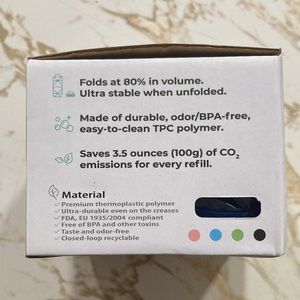 Folds at 80% in volume.
Ultra stable when unfolded.
Made of durable, odor/BPA-free,
easy-to-clean TPC polymer.
Saves 3.5 ounces (100g) of CO₂
emissions for every refill.
Material
✓ Premium thermoplastic polymer
✓ Ultra-durable even on the creases
✓ FDA, EU 1935/2004 compliant
✓ Free of BPA and other toxins
✓ Taste and odor-free
✓ Closed-loop recyclable